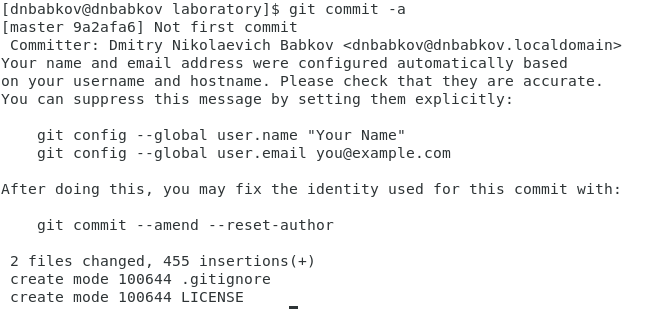 [dnbabkov@dnbabkov laboratory]$ git commit -a
[master 9a2afa6] Not first commit
 Committer: Dmitry Nikolaevich Babkov <dnbabkov@dnbabkov.localdomain>
Your name and email address were configured automatically based
on your username and hostname. Please check that they are accurate.
You can suppress this message by setting them explicitly:

    git config --global user.name "Your Name"
    git config --global user.email you@example.com

After doing this, you may fix the identity used for this commit with:

    git commit --amend --reset-author

 2 files changed, 455 insertions(+)
 create mode 100644 .gitignore
 create mode 100644 LICENSE